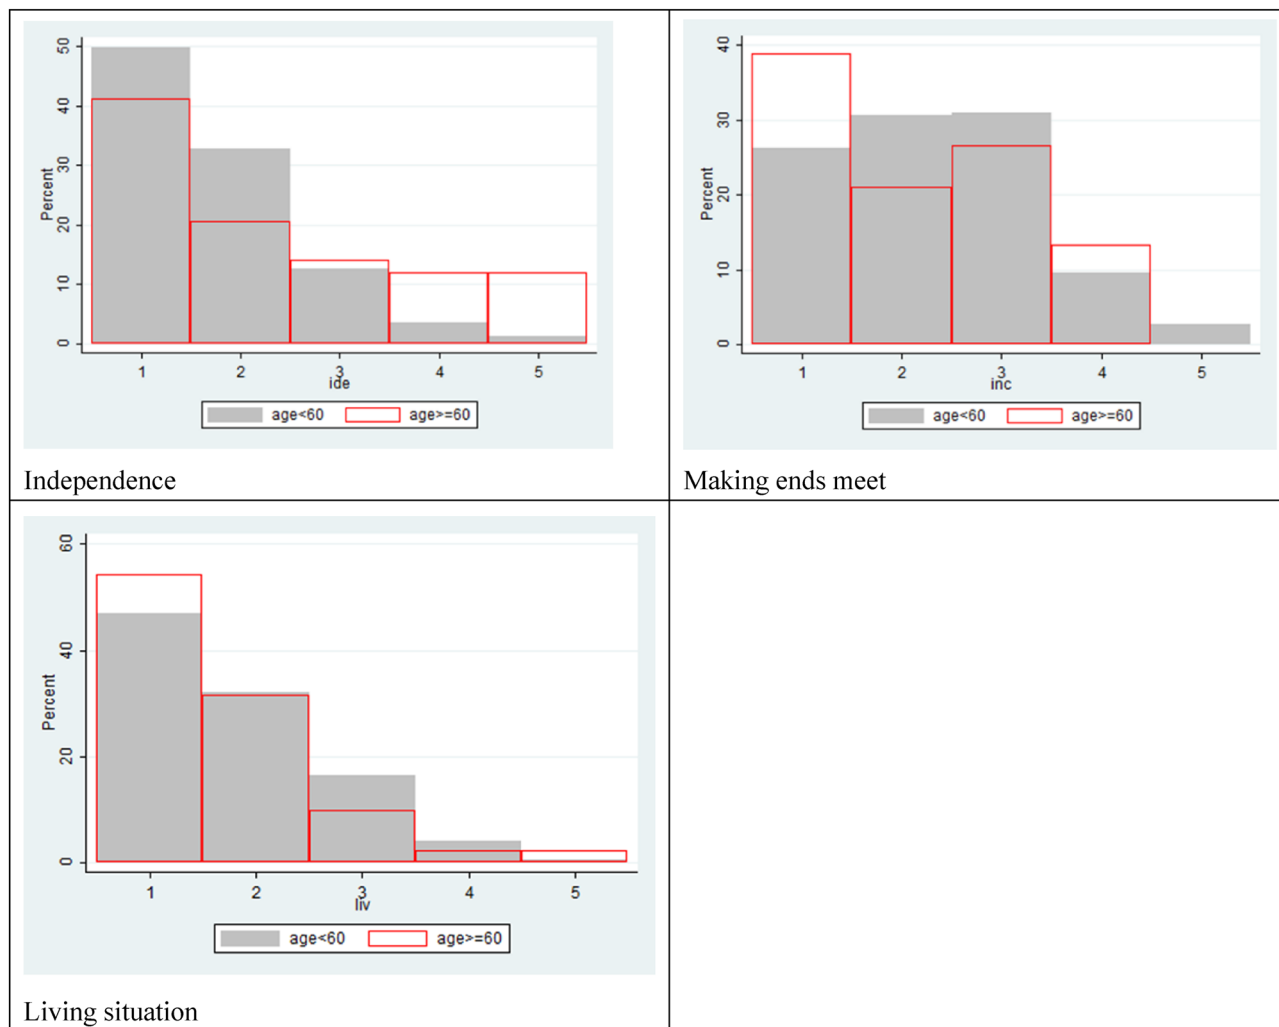 Percent
50
40
30
20
10
0
1 2 3 4 5
ide
age<60 age>=60
Independence
Percent
40
30
20
10
0
1 2 3 4 5
inc
age<60 age>=60
Making ends meet
Percent
60
40
20
0
1 2 3 4 5
liv
age<60 age>=60
Living situation